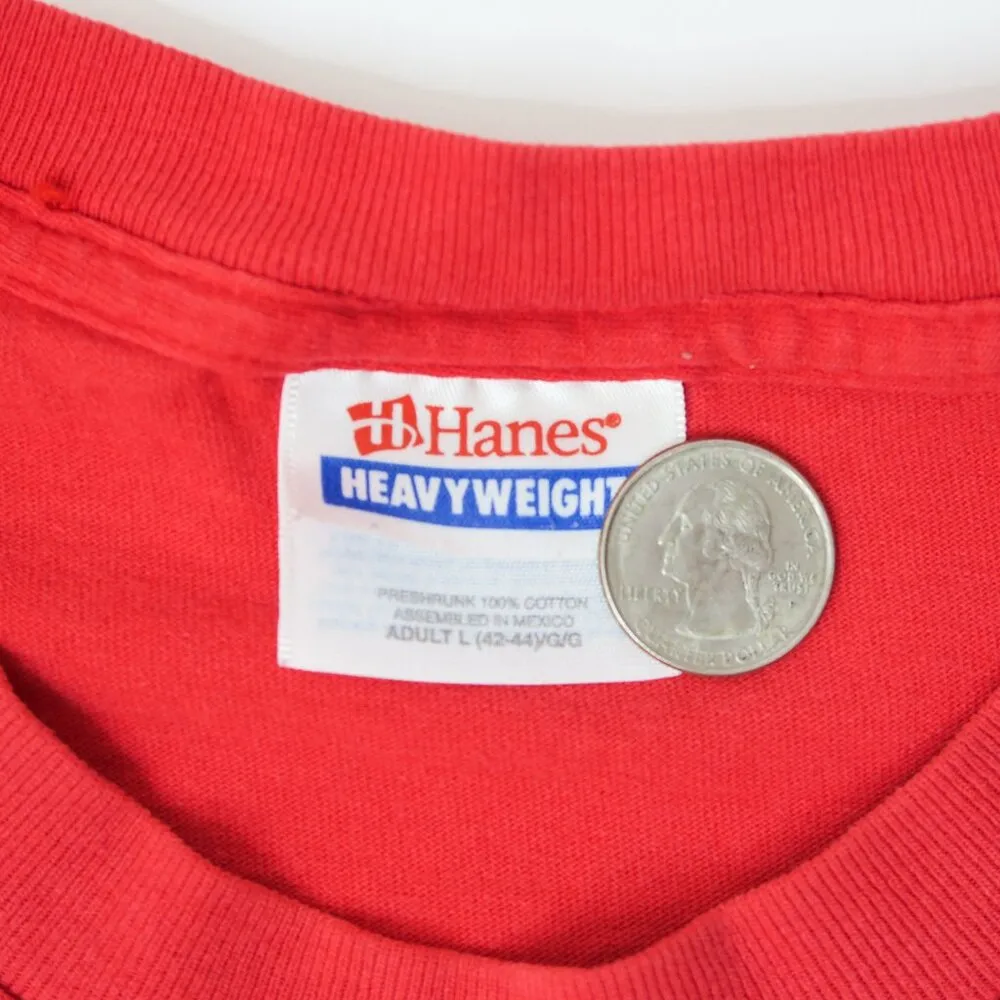 Hanes®
HEAVYWEIGHT
PRESHRUNK 100% COTTON
ASSEMBLED IN MEXICO
ADULT L (42-44)/G/G
UNITED STATES OF AMERICA
LIBERTY
IN
GOD WE
TRUST
QUARTER DOLLAR